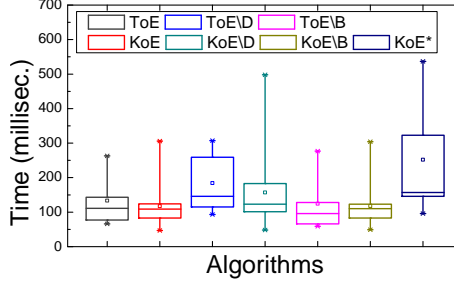 700
600
500
400
300
200
100
0
Time (millisec.)
ToE ToE\D ToE\B
KoE KoE\D KoE\B KoE*
Algorithms